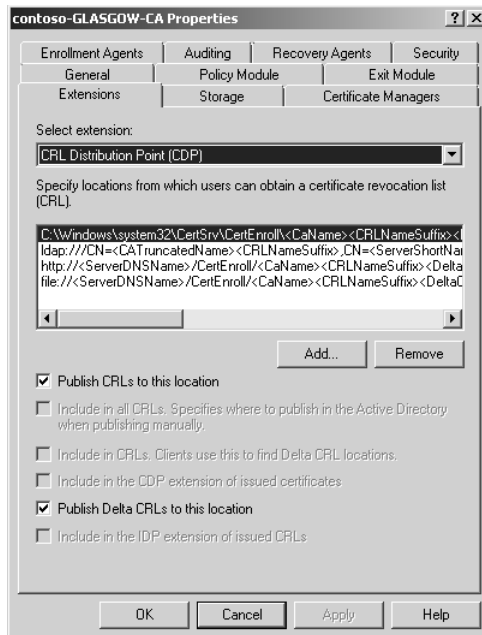 contoso-GLASGOW-CA Properties
Enrollment Agents Auditing Recovery Agents Security
General Policy Module Exit Module
Extensions Storage Certificate Managers
Select extension:
CRL Distribution Point (CDP)
Specify locations from which users can obtain a certificate revocation list
(CRL).
C:\Windows\system32\CertSrv\CertEnroll\<CaName><CRLNameSuffix><
ldap:///CN=<CATruncatedName><CRLNameSuffix>,CN=<ServerShortNa
http://<ServerDNSName>/CertEnroll/<CaName><CRLNameSuffix><Delta
file://<ServerDNSName>/CertEnroll/<CaName><CRLNameSuffix><DeltaC
Add... Remove
Publish CRLs to this location
Include in all CRLs. Specifies where to publish in the Active Directory
when publishing manually.
Include in CRLs. Clients use this to find Delta CRL locations.
Include in the CDP extension of issued certificates
Publish Delta CRLs to this location
Include in the IDP extension of issued CRLs
OK Cancel Apply Help